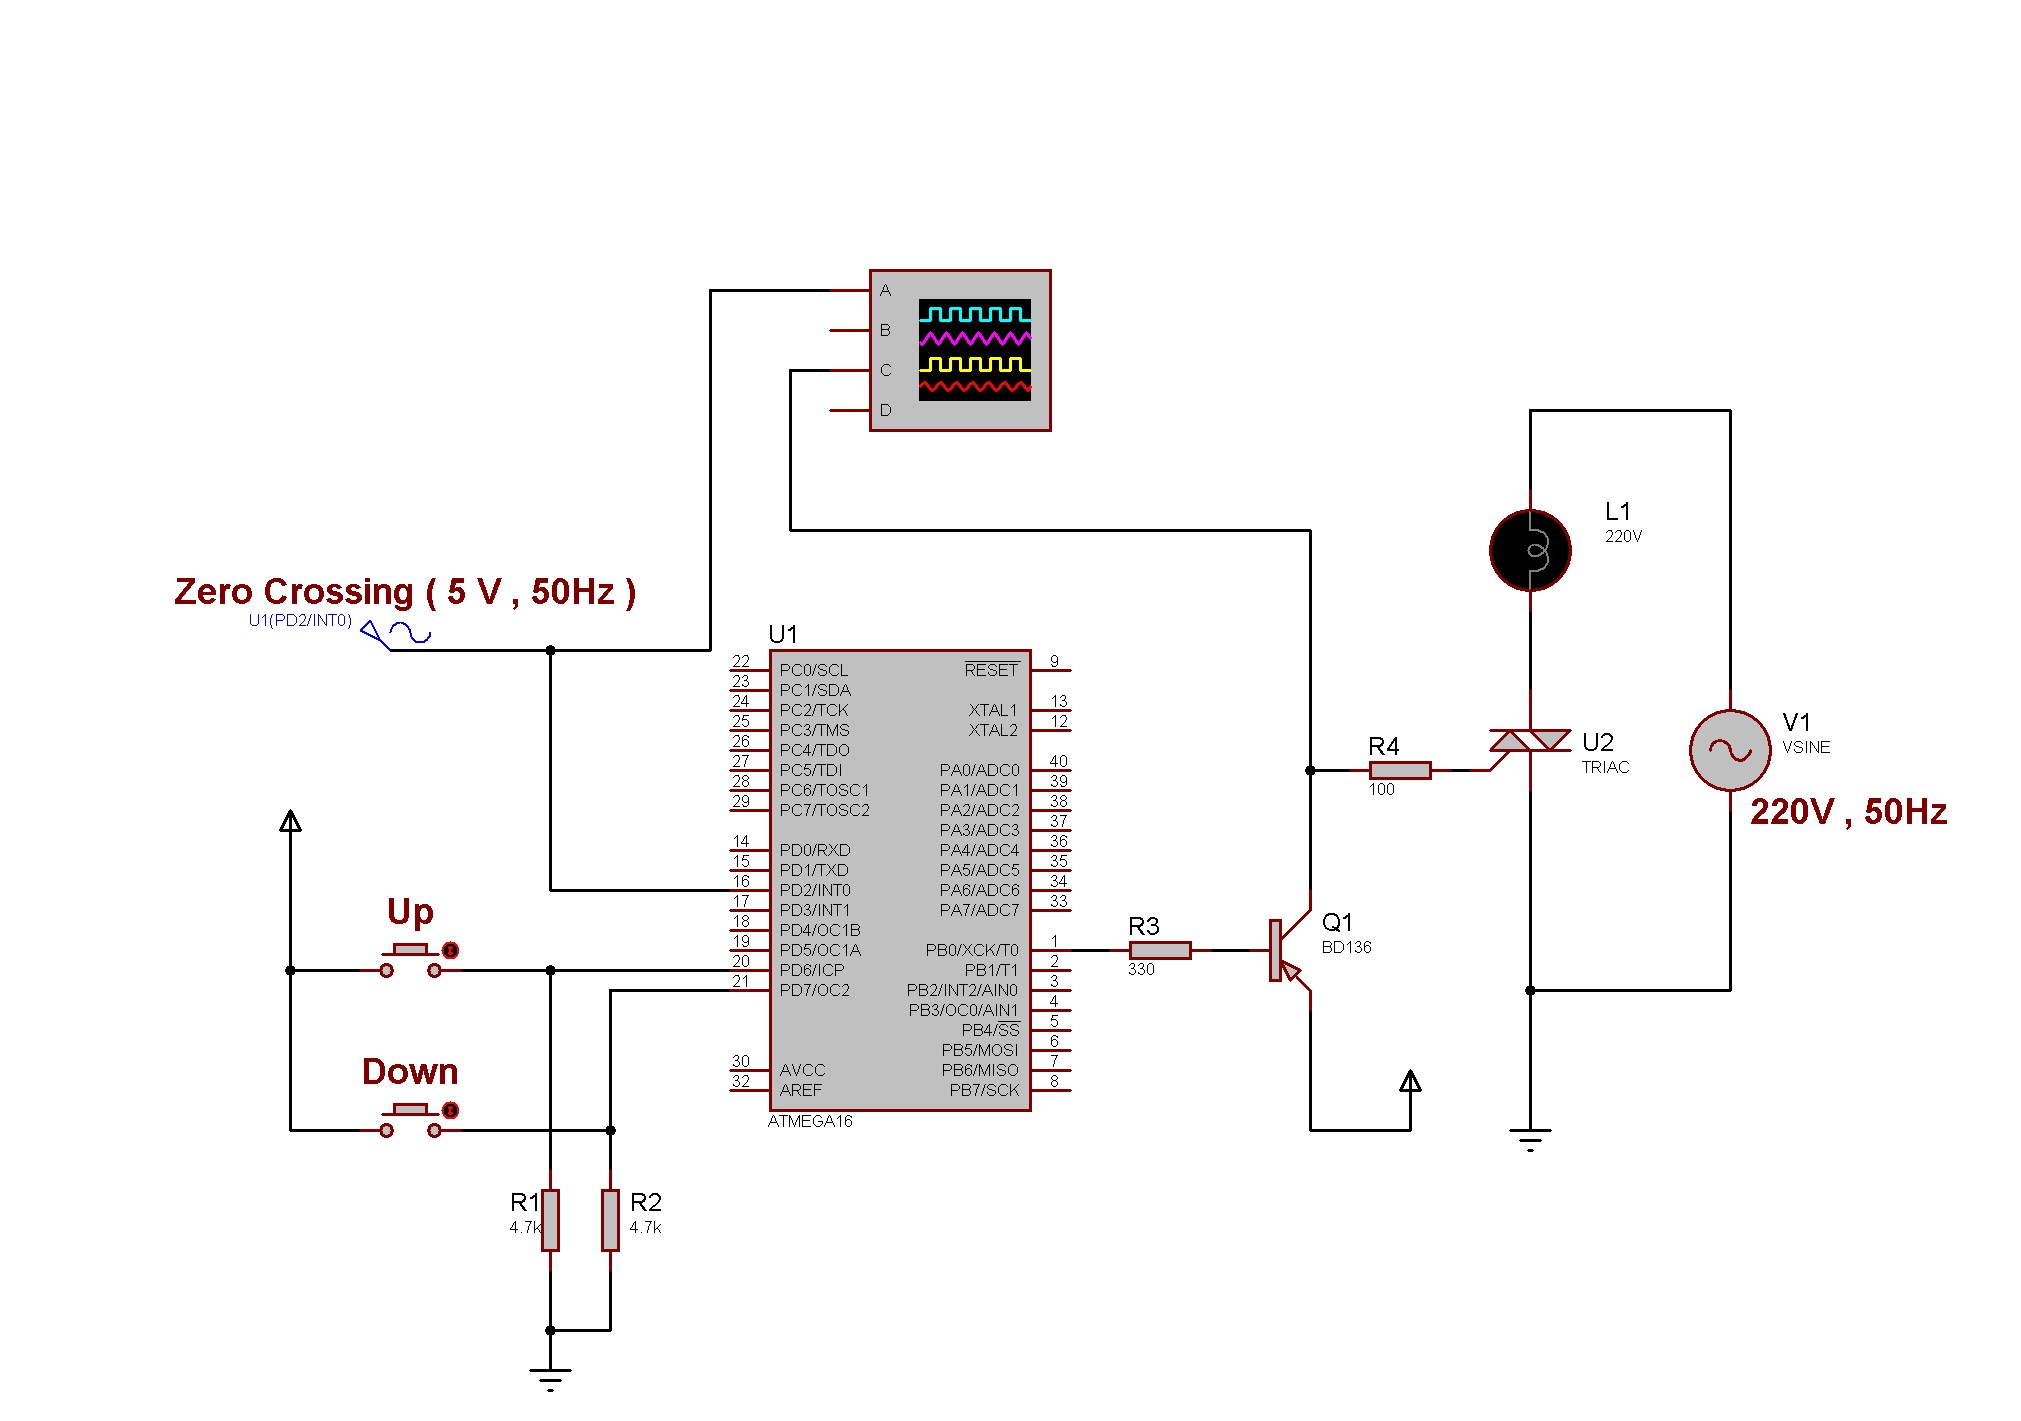 A
B
C
D
L1
220V
Zero Crossing ( 5 V , 50Hz )
U1(PD2/INT0)
U1
22 PC0/SCL RESET 9
23 PC1/SDA
24 PC2/TCK XTAL1 13
25 PC3/TMS XTAL2 12
26 PC4/TDO
27 PC5/TDI PA0/ADC0 40
28 PC6/TOSC1 PA1/ADC1 39
29 PC7/TOSC2 PA2/ADC2 38
PA3/ADC3 37
14 PD0/RXD PA4/ADC4 36
15 PD1/TXD PA5/ADC5 35
16 PD2/INT0 PA6/ADC6 34
17 PD3/INT1 PA7/ADC7 33
18 PD4/OC1B
19 PD5/OC1A PB0/XCK/T0 1
20 PD6/ICP PB1/T1 2
21 PD7/OC2 PB2/INT2/AIN0 3
PB3/OC0/AIN1 4
PB4/SS 5
PB5/MOSI 6
30 AVCC PB6/MISO 7
32 AREF PB7/SCK 8
ATMEGA16
R4
100
U2
TRIAC
V1
VSINE
220V , 50Hz
Up
R3
330
Q1
BD136
Down
R1
4.7k
R2
4.7k